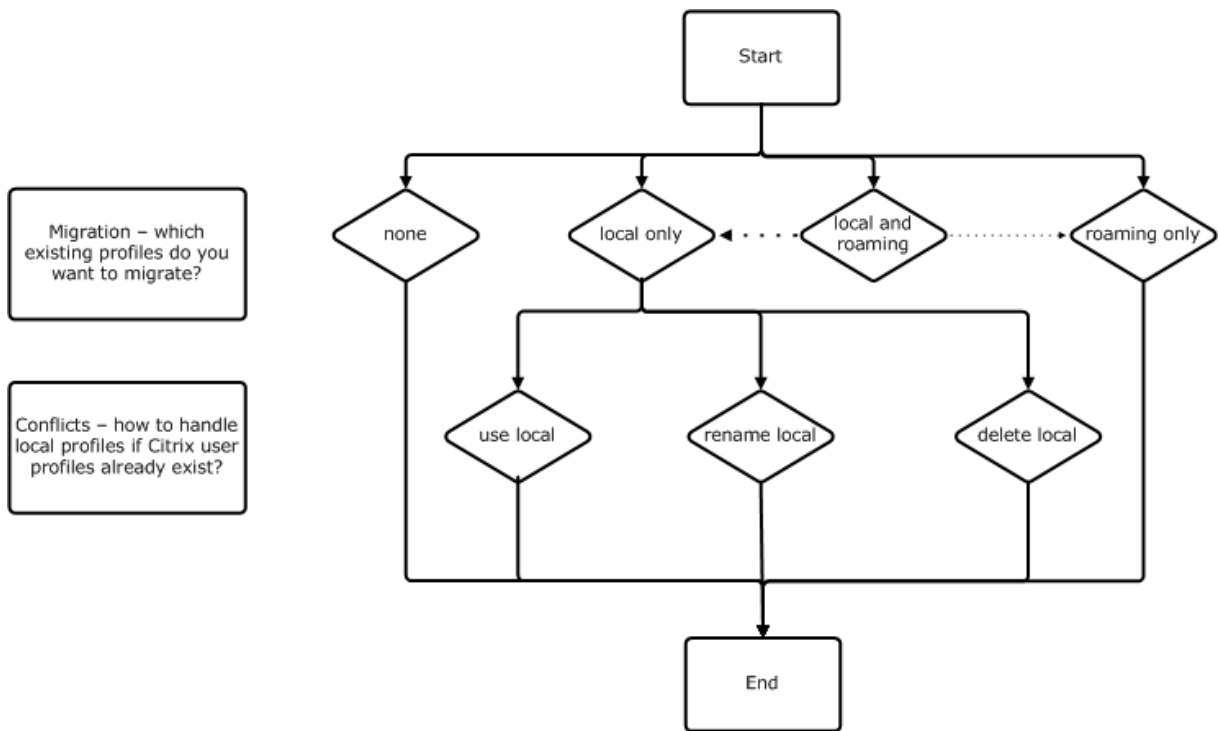 Start
Migration – which
existing profiles do you
want to migrate?
none
local only
local and
roaming
roaming only
Conflicts – how to handle
local profiles if Citrix user
profiles already exist?
use local
rename local
delete local
End